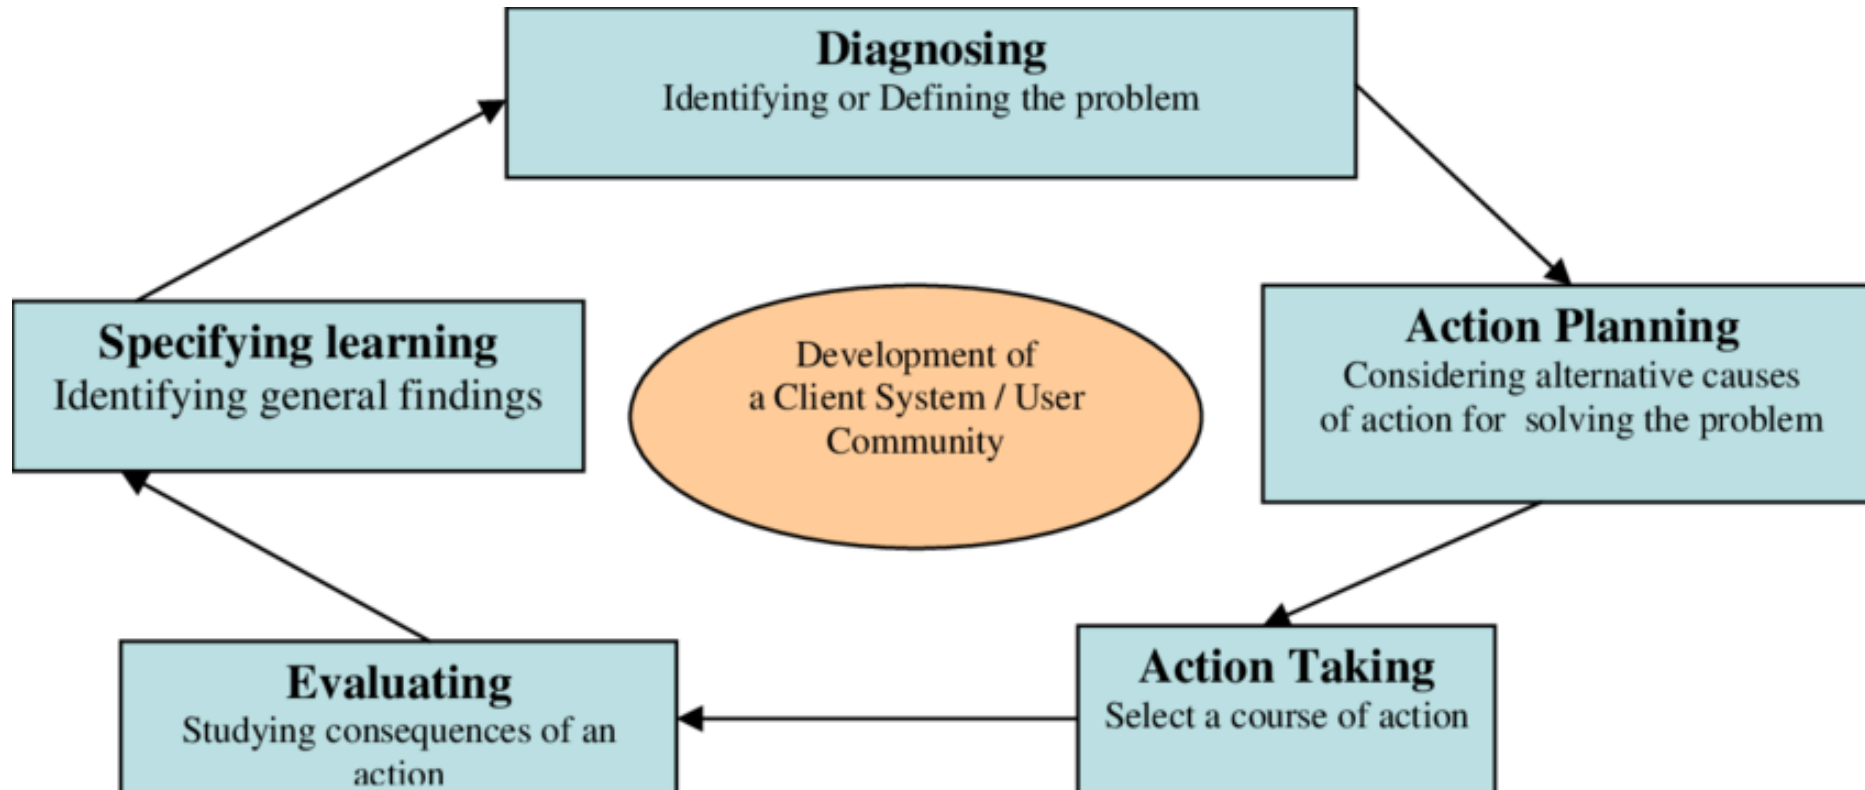 Diagnosing
Identifying or Defining the problem
Specifying learning
Identifying general findings
Development of
a Client System / User
Community
Action Planning
Considering alternative causes
of action for solving the problem
Action Taking
Select a course of action
Evaluating
Studying consequences of an
action